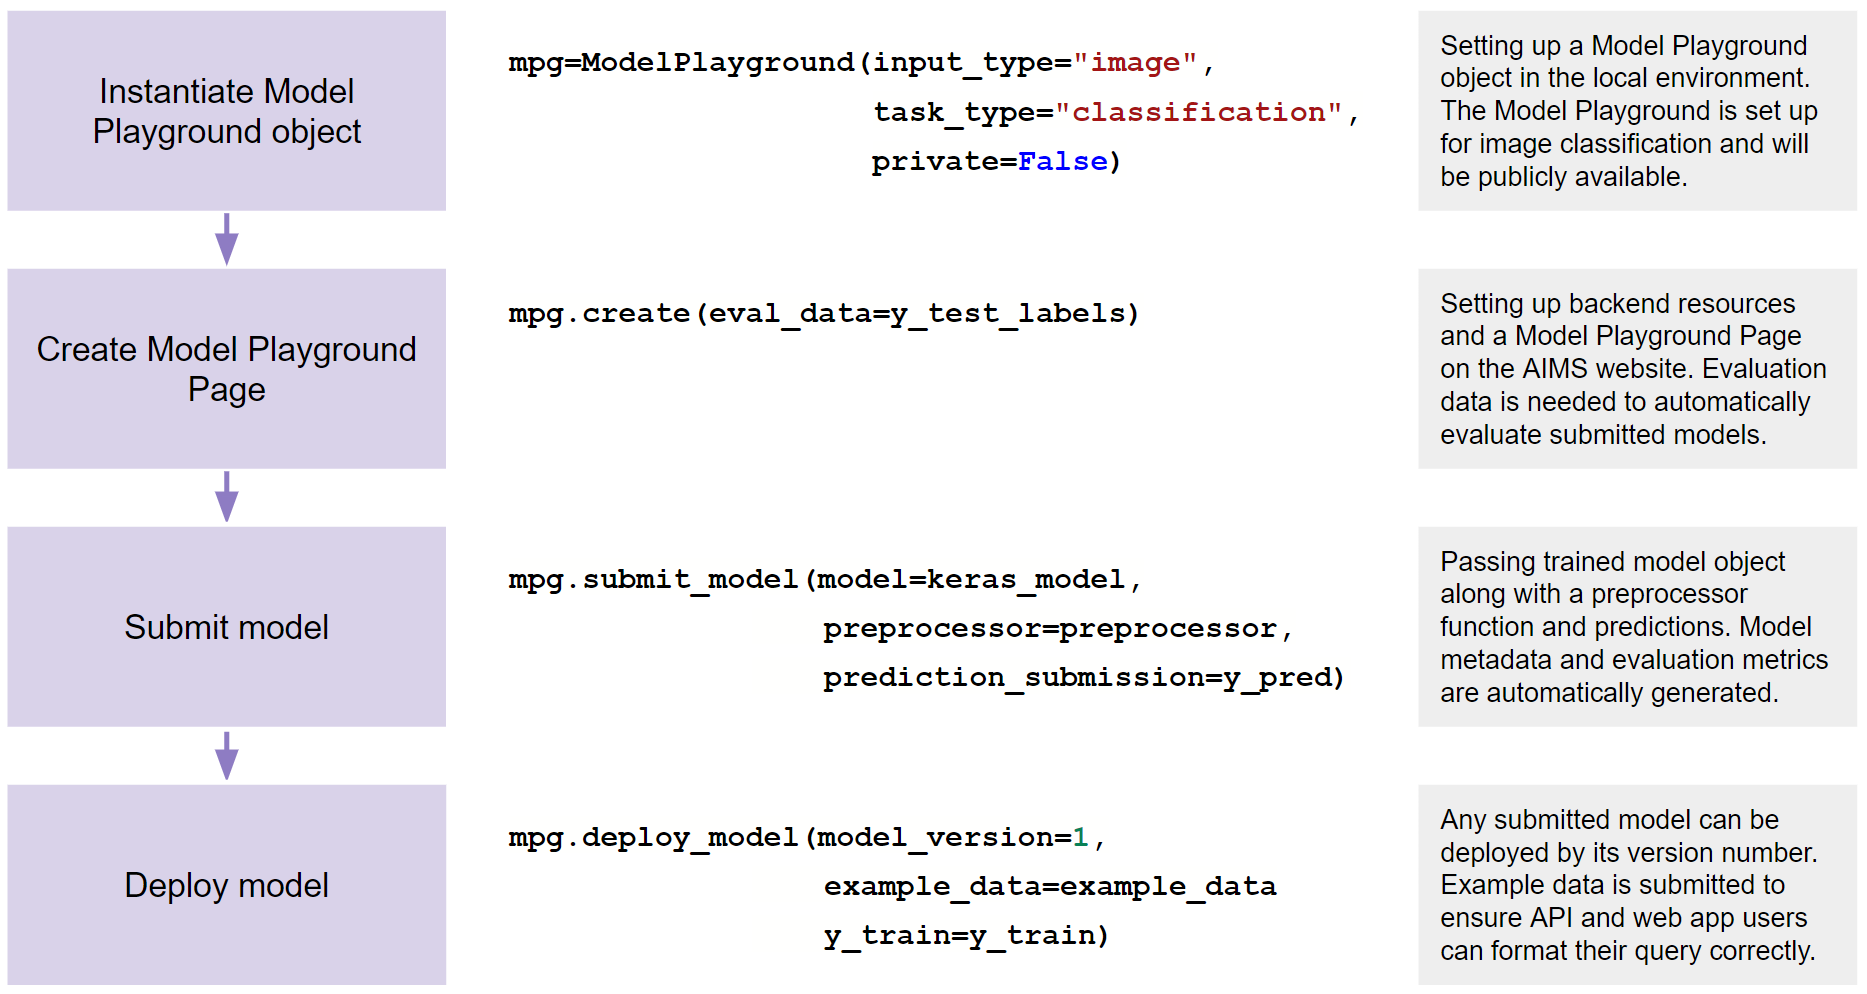 Instantiate Model
Playground object
mpg=ModelPlayground(input_type="image",
task_type="classification",
private=False)
Setting up a Model Playground
object in the local environment.
The Model Playground is set up
for image classification and will
be publicly available.
Create Model Playground
Page
mpg.create(eval_data=y_test_labels)
Setting up backend resources
and a Model Playground Page
on the AIMS website. Evaluation
data is needed to automatically
evaluate submitted models.
Submit model
mpg.submit_model(model=keras_model,
preprocessor=preprocessor,
prediction_submission=y_pred)
Passing trained model object
along with a preprocessor
function and predictions. Model
metadata and evaluation metrics
are automatically generated.
Deploy model
mpg.deploy_model(model_version=1,
example_data=example_data
y_train=y_train)
Any submitted model can be
deployed by its version number.
Example data is submitted to
ensure API and web app users
can format their query correctly.